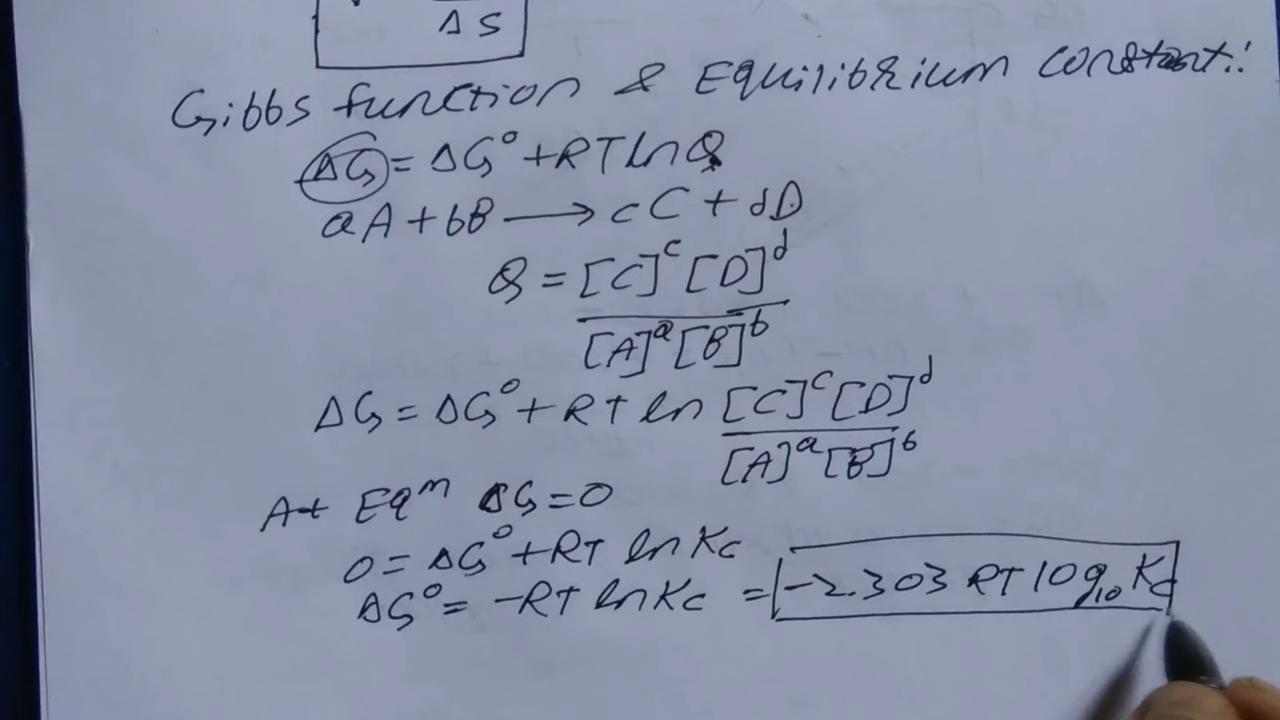 ΔS
Gibbs function & Equilibrium constant:
ΔG = ΔG° + RT ln Q
aA + bB ⟶ cC + dD
Q = [C]^c [D]^d
[A]^a [B]^b
ΔG = ΔG° + RT ln [C]^c [D]^d
[A]^a [B]^b
At Eqm ΔG = 0
0 = ΔG° + RT ln Kc
ΔG° = -RT ln Kc = -2.303 RT log₁₀ Kc